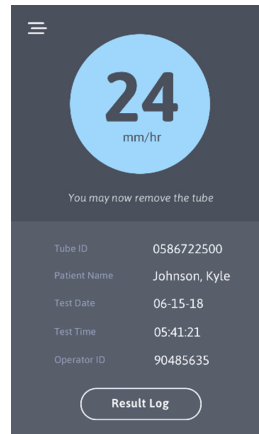 24
mm/hr
You may now remove the tube
Tube ID 0586722500
Patient Name Johnson, Kyle
Test Date 06-15-18
Test Time 05:41:21
Operator ID 90485635
Result Log